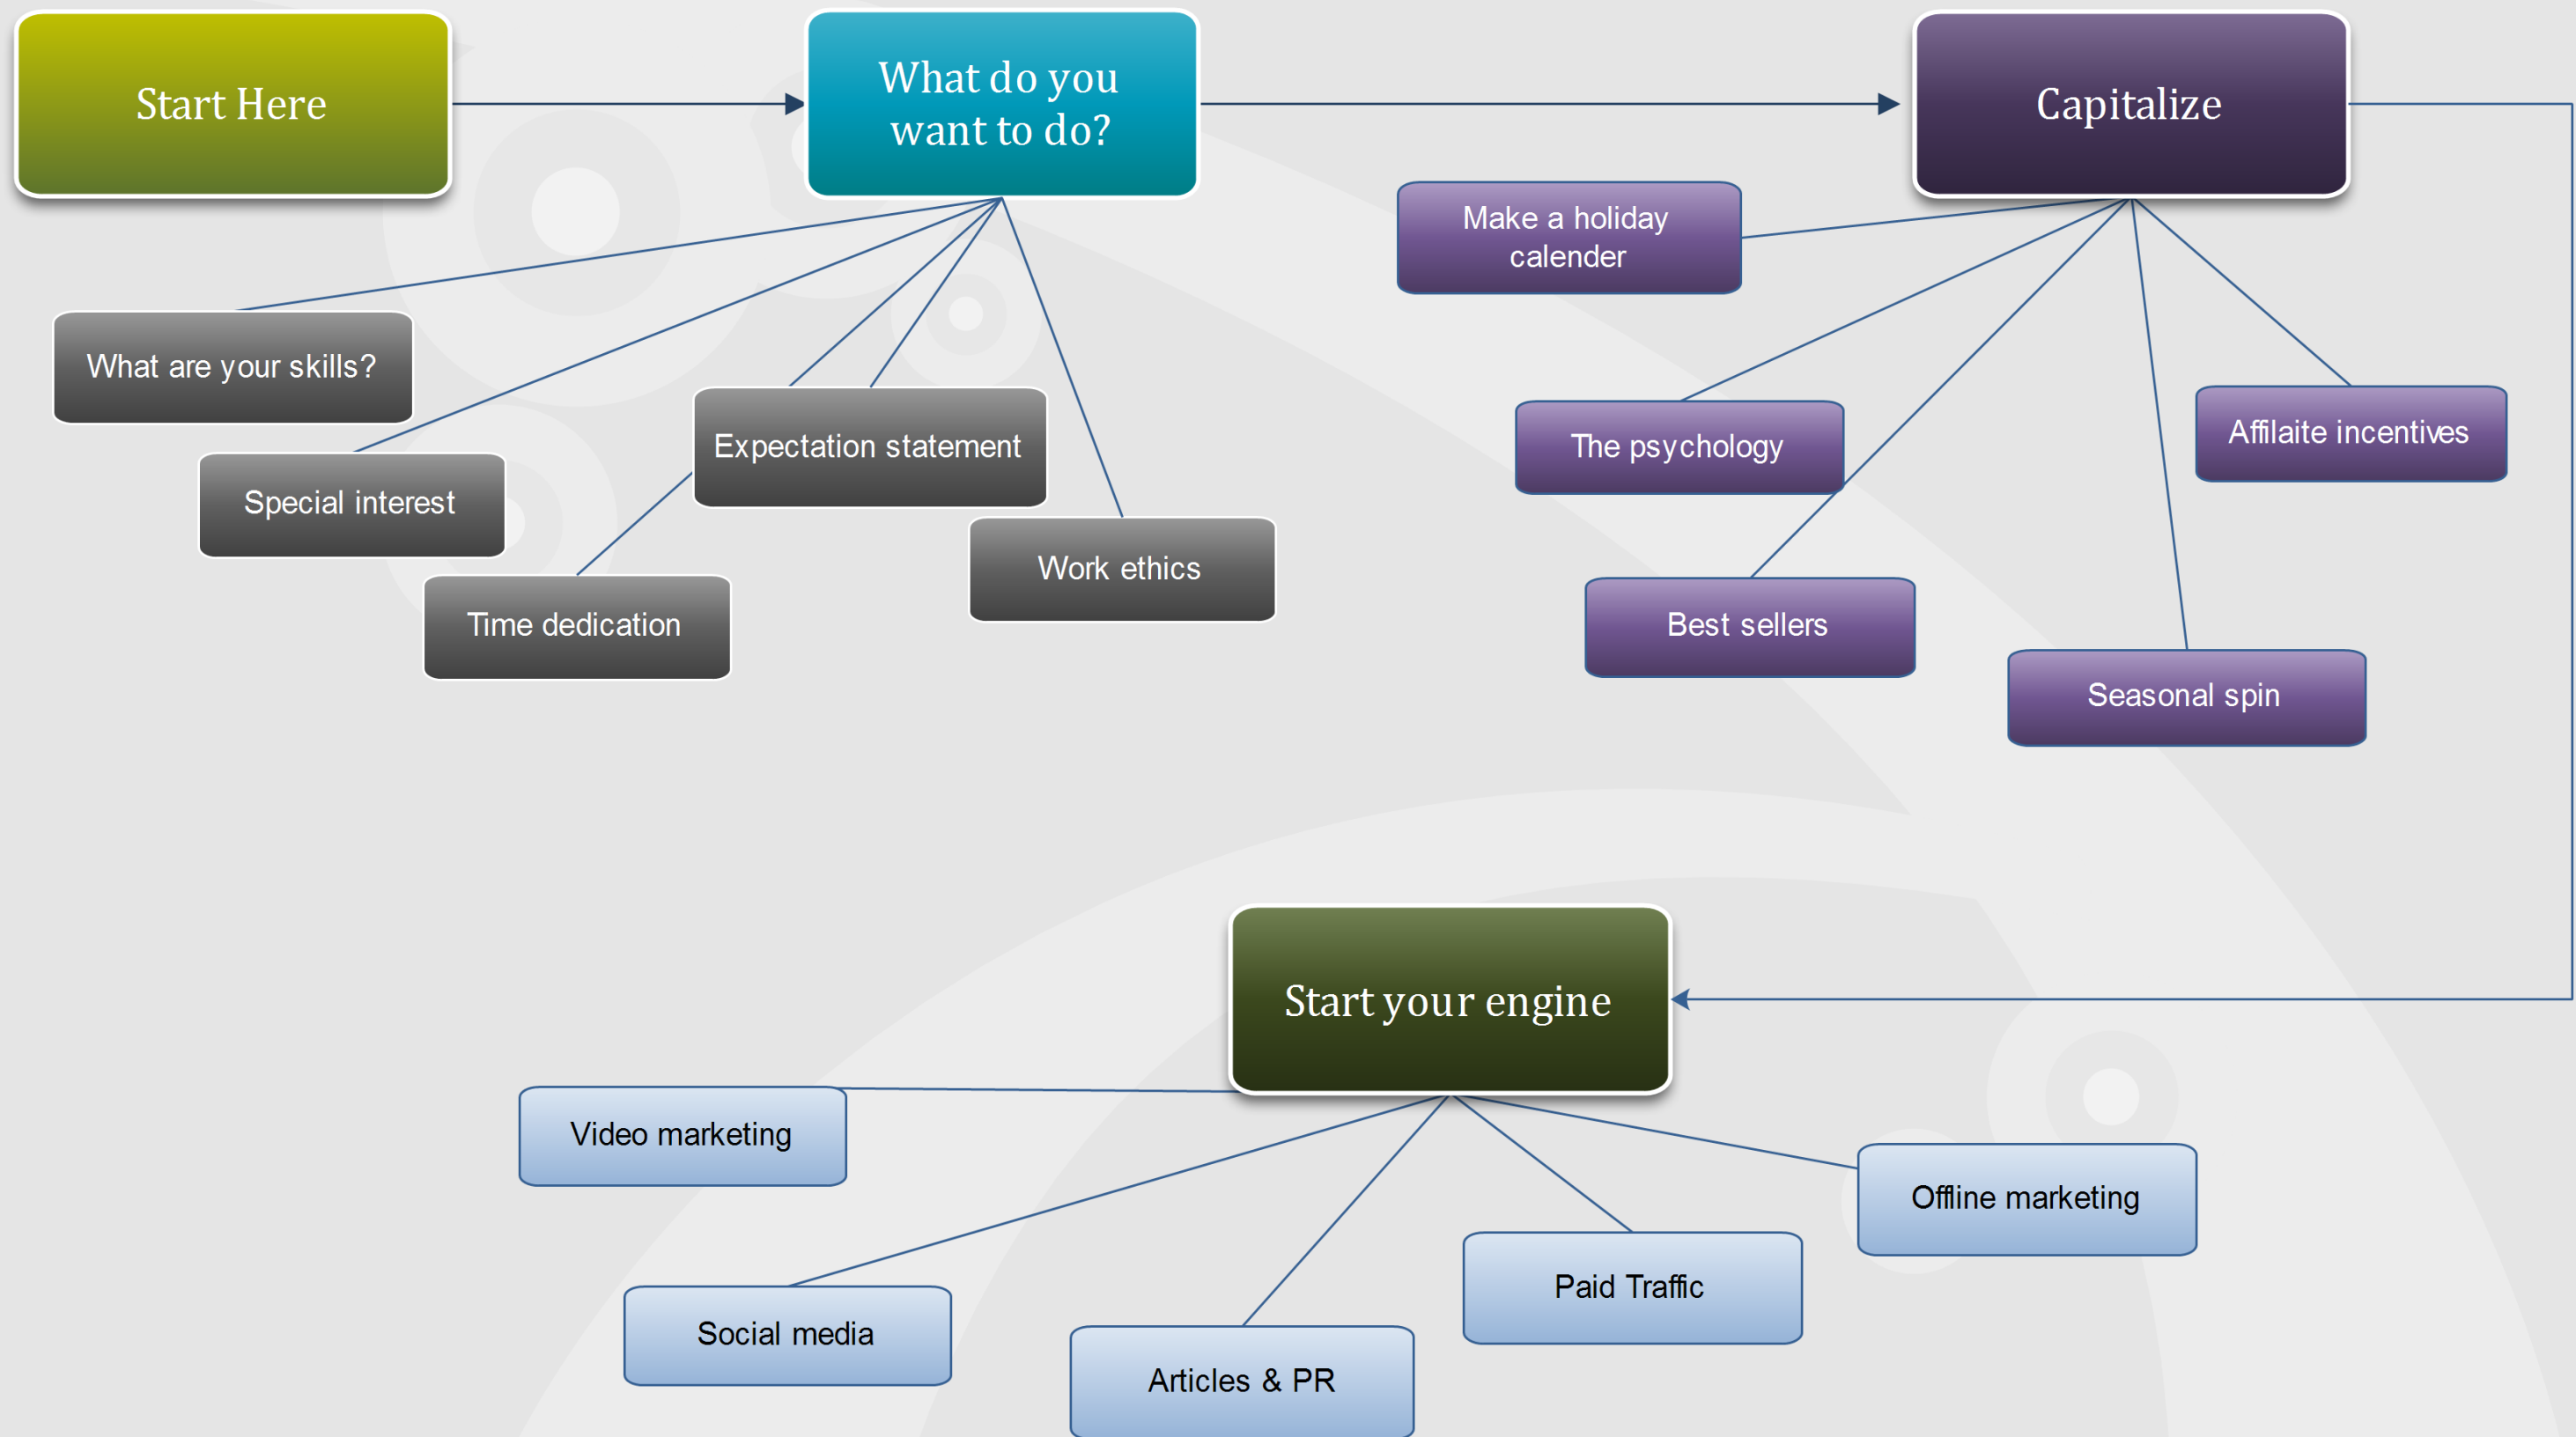 Start Here
What do you
want to do?
Capitalize
Make a holiday
calender
What are your skills?
Special interest
Expectation statement
Time dedication
Work ethics
The psychology
Affilaite incentives
Best sellers
Seasonal spin
Start your engine
Video marketing
Social media
Articles & PR
Paid Traffic
Offline marketing